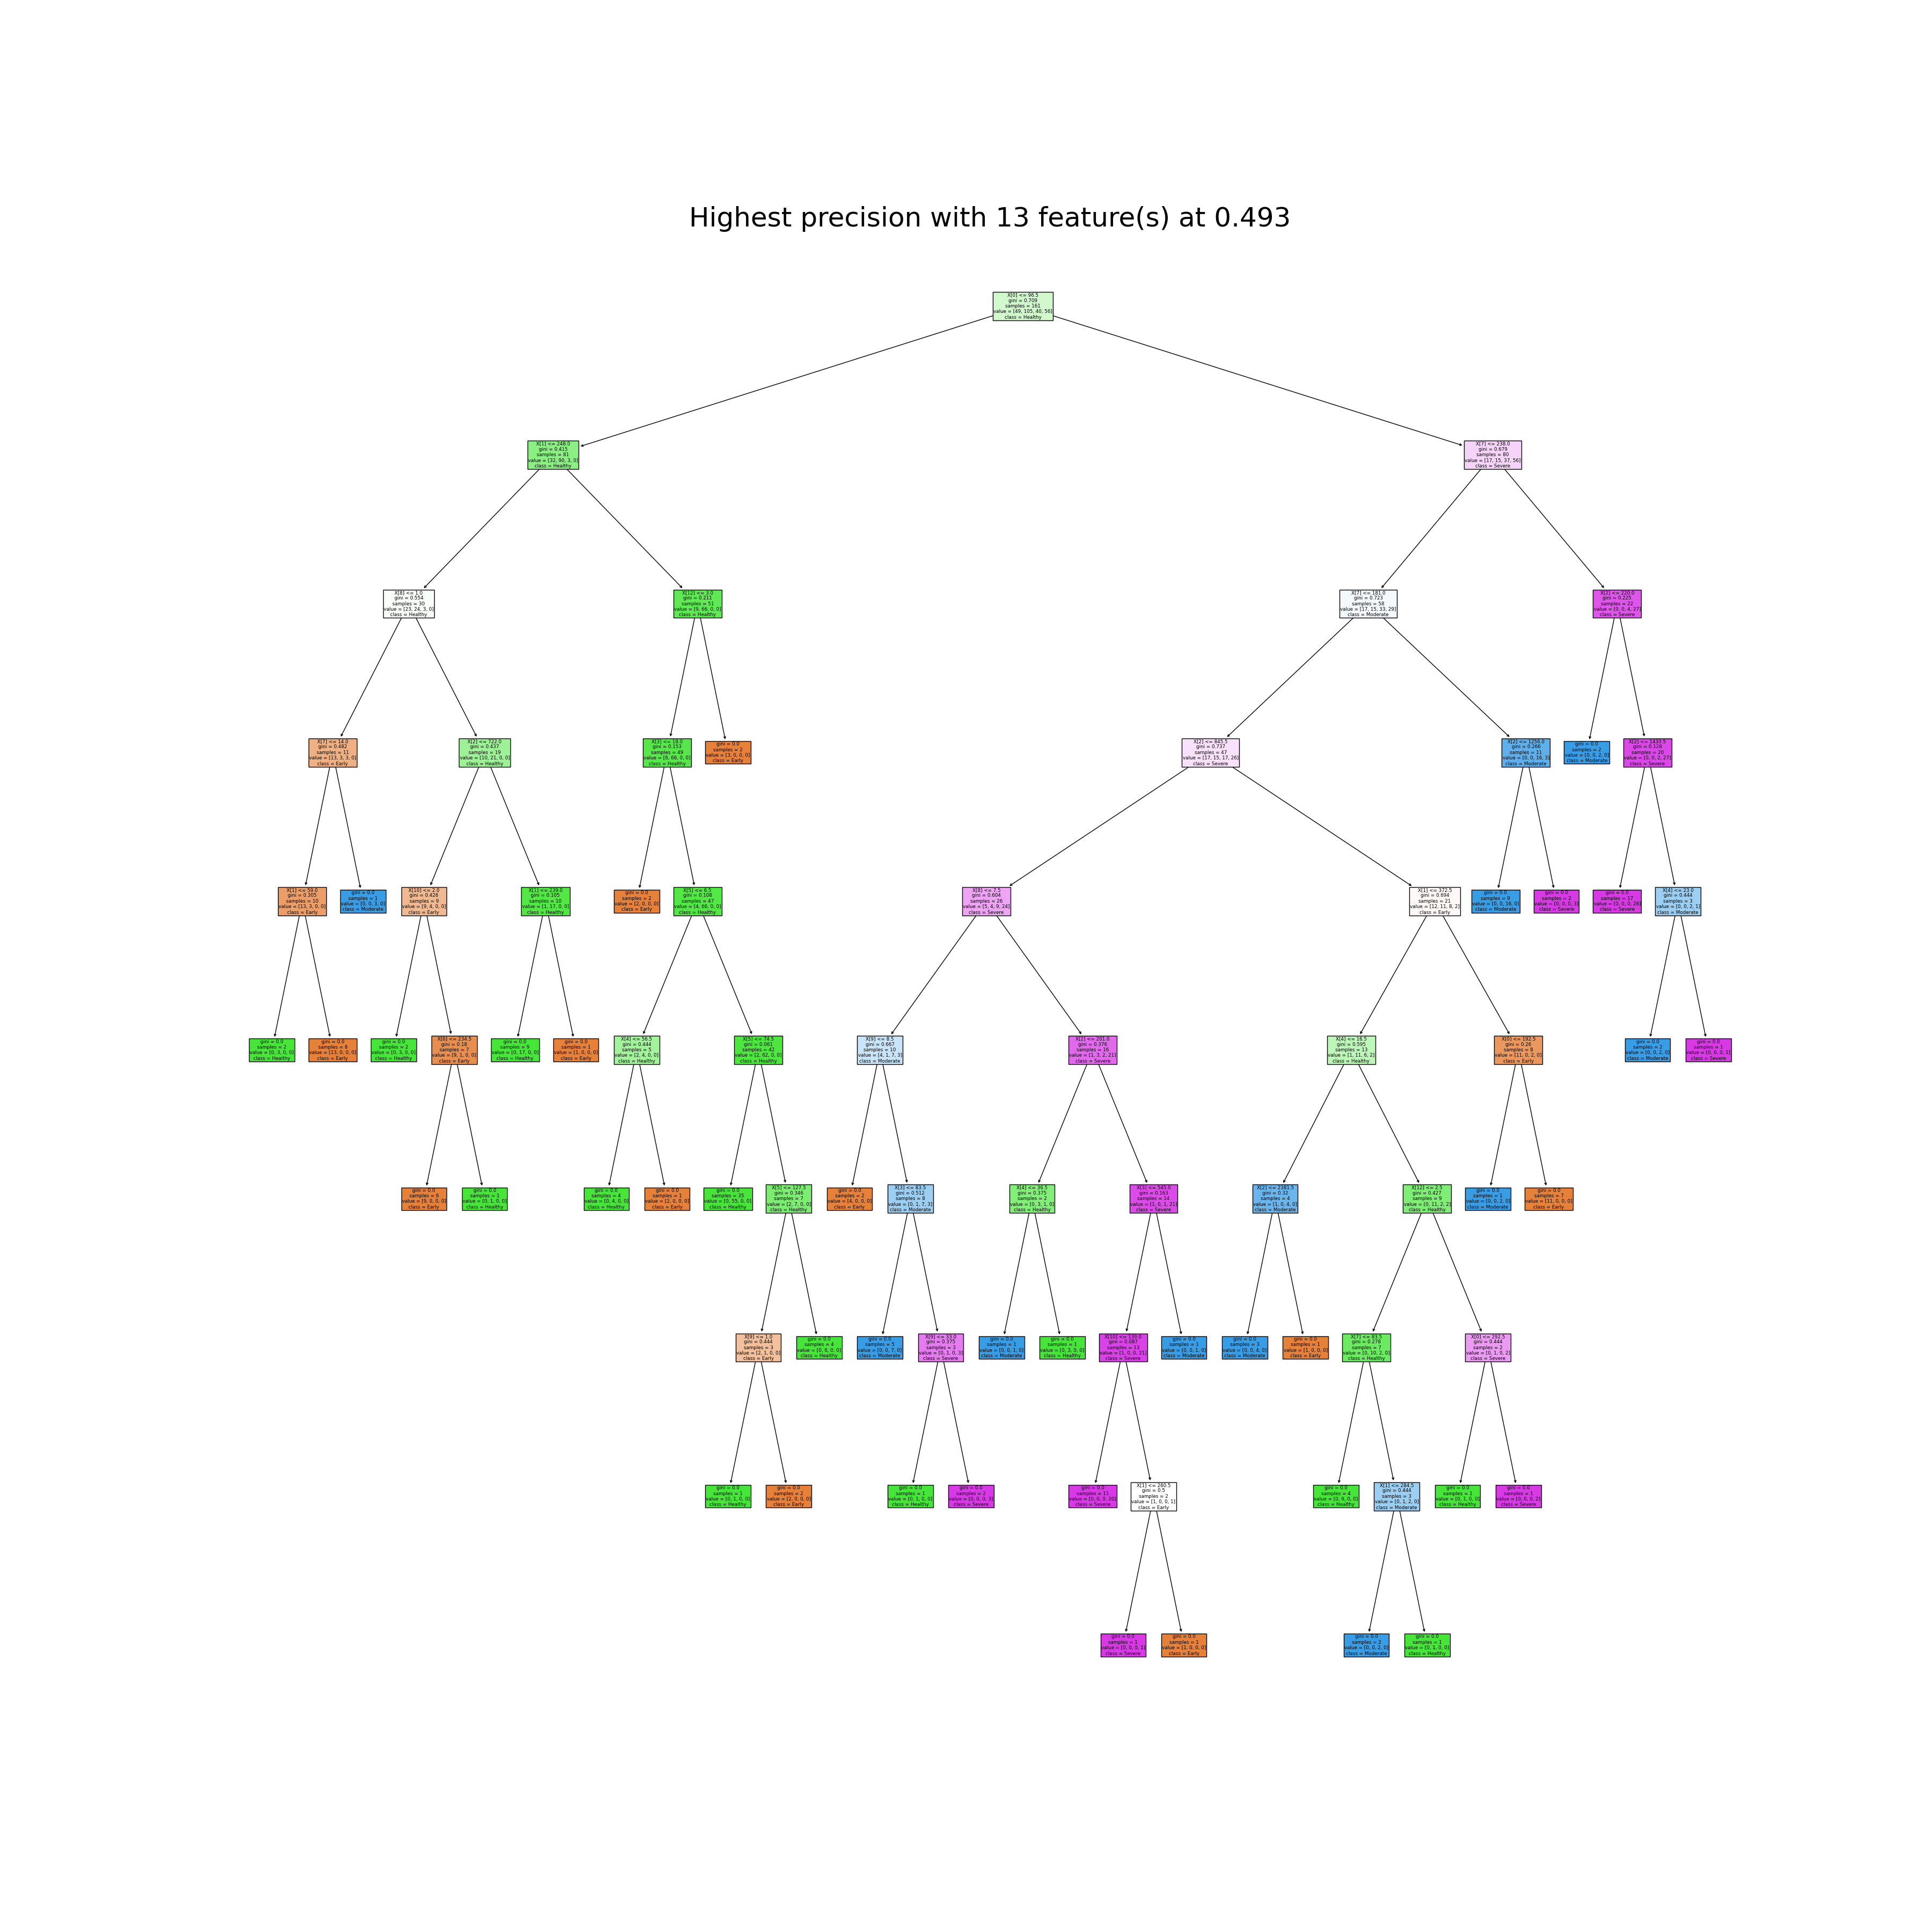 Highest precision with 13 feature(s) at 0.493
X[0] <= 96.5
gini = 0.709
samples = 161
value = [49, 105, 40, 56]
class = Healthy
X[1] <= 248.0
gini = 0.415
samples = 81
value = [32, 90, 3, 0]
class = Healthy
X[7] <= 238.0
gini = 0.679
samples = 80
value = [17, 15, 37, 56]
class = Severe
X[8] <= 1.0
gini = 0.554
samples = 30
value = [23, 24, 3, 0]
class = Healthy
X[12] <= 3.0
gini = 0.211
samples = 51
value = [9, 66, 0, 0]
class = Healthy
X[7] <= 181.0
gini = 0.723
samples = 58
value = [17, 15, 33, 29]
class = Moderate
X[2] <= 220.0
gini = 0.225
samples = 22
value = [0, 0, 4, 27]
class = Severe
X[7] <= 14.0
gini = 0.482
samples = 11
value = [13, 3, 3, 0]
class = Early
X[2] <= 722.0
gini = 0.437
samples = 19
value = [10, 21, 0, 0]
class = Healthy
X[3] <= 18.0
gini = 0.153
samples = 49
value = [6, 66, 0, 0]
class = Healthy
gini = 0.0
samples = 2
value = [3, 0, 0, 0]
class = Early
X[2] <= 845.5
gini = 0.737
samples = 47
value = [17, 15, 17, 26]
class = Severe
X[2] <= 1256.0
gini = 0.266
samples = 11
value = [0, 0, 16, 3]
class = Moderate
gini = 0.0
samples = 2
value = [0, 0, 2, 0]
class = Moderate
X[2] <= 1430.5
gini = 0.128
samples = 20
value = [0, 0, 2, 27]
class = Severe
X[1] <= 59.0
gini = 0.305
samples = 10
value = [13, 3, 0, 0]
class = Early
gini = 0.0
samples = 1
value = [0, 0, 3, 0]
class = Moderate
X[10] <= 2.0
gini = 0.426
samples = 9
value = [9, 4, 0, 0]
class = Early
X[1] <= 239.0
gini = 0.105
samples = 10
value = [1, 17, 0, 0]
class = Healthy
gini = 0.0
samples = 2
value = [2, 0, 0, 0]
class = Early
X[5] <= 6.5
gini = 0.108
samples = 47
value = [4, 66, 0, 0]
class = Healthy
X[8] <= 7.5
gini = 0.604
samples = 26
value = [5, 4, 9, 24]
class = Severe
X[1] <= 372.5
gini = 0.694
samples = 21
value = [12, 11, 8, 2]
class = Early
gini = 0.0
samples = 9
value = [0, 0, 16, 0]
class = Moderate
gini = 0.0
samples = 2
value = [0, 0, 0, 3]
class = Severe
gini = 0.0
samples = 17
value = [0, 0, 0, 26]
class = Severe
X[4] <= 23.0
gini = 0.444
samples = 3
value = [0, 0, 2, 1]
class = Moderate
gini = 0.0
samples = 2
value = [0, 3, 0, 0]
class = Healthy
gini = 0.0
samples = 8
value = [13, 0, 0, 0]
class = Early
gini = 0.0
samples = 2
value = [0, 3, 0, 0]
class = Healthy
X[6] <= 234.5
gini = 0.18
samples = 7
value = [9, 1, 0, 0]
class = Early
gini = 0.0
samples = 9
value = [0, 17, 0, 0]
class = Healthy
gini = 0.0
samples = 1
value = [1, 0, 0, 0]
class = Early
X[4] <= 56.5
gini = 0.444
samples = 5
value = [2, 4, 0, 0]
class = Healthy
X[5] <= 74.5
gini = 0.061
samples = 42
value = [2, 62, 0, 0]
class = Healthy
X[9] <= 8.5
gini = 0.667
samples = 10
value = [4, 1, 7, 3]
class = Moderate
X[2] <= 201.0
gini = 0.376
samples = 16
value = [1, 3, 2, 21]
class = Severe
X[4] <= 16.5
gini = 0.595
samples = 13
value = [1, 11, 6, 2]
class = Healthy
X[0] <= 192.5
gini = 0.26
samples = 8
value = [11, 0, 2, 0]
class = Early
gini = 0.0
samples = 2
value = [0, 0, 2, 0]
class = Moderate
gini = 0.0
samples = 1
value = [0, 0, 0, 1]
class = Severe
gini = 0.0
samples = 6
value = [9, 0, 0, 0]
class = Early
gini = 0.0
samples = 1
value = [0, 1, 0, 0]
class = Healthy
gini = 0.0
samples = 4
value = [0, 4, 0, 0]
class = Healthy
gini = 0.0
samples = 1
value = [2, 0, 0, 0]
class = Early
gini = 0.0
samples = 35
value = [0, 55, 0, 0]
class = Healthy
X[5] <= 127.5
gini = 0.346
samples = 7
value = [2, 7, 0, 0]
class = Healthy
gini = 0.0
samples = 2
value = [4, 0, 0, 0]
class = Early
X[3] <= 83.5
gini = 0.512
samples = 8
value = [0, 1, 7, 3]
class = Moderate
X[4] <= 36.5
gini = 0.375
samples = 2
value = [0, 3, 1, 0]
class = Healthy
X[3] <= 545.0
gini = 0.163
samples = 14
value = [1, 0, 1, 21]
class = Severe
X[2] <= 2381.5
gini = 0.32
samples = 4
value = [1, 0, 4, 0]
class = Moderate
X[12] <= 2.5
gini = 0.427
samples = 9
value = [0, 11, 2, 2]
class = Healthy
gini = 0.0
samples = 1
value = [0, 0, 2, 0]
class = Moderate
gini = 0.0
samples = 7
value = [11, 0, 0, 0]
class = Early
X[9] <= 1.0
gini = 0.444
samples = 3
value = [2, 1, 0, 0]
class = Early
gini = 0.0
samples = 4
value = [0, 6, 0, 0]
class = Healthy
gini = 0.0
samples = 5
value = [0, 0, 7, 0]
class = Moderate
X[9] <= 33.0
gini = 0.375
samples = 3
value = [0, 1, 0, 3]
class = Severe
gini = 0.0
samples = 1
value = [0, 0, 1, 0]
class = Moderate
gini = 0.0
samples = 1
value = [0, 3, 0, 0]
class = Healthy
X[10] <= 139.0
gini = 0.087
samples = 13
value = [1, 0, 0, 21]
class = Severe
gini = 0.0
samples = 1
value = [0, 0, 1, 0]
class = Moderate
gini = 0.0
samples = 3
value = [0, 0, 4, 0]
class = Moderate
gini = 0.0
samples = 1
value = [1, 0, 0, 0]
class = Early
X[7] <= 83.5
gini = 0.278
samples = 7
value = [0, 10, 2, 0]
class = Healthy
X[0] <= 292.5
gini = 0.444
samples = 2
value = [0, 1, 0, 2]
class = Severe
gini = 0.0
samples = 1
value = [0, 1, 0, 0]
class = Healthy
gini = 0.0
samples = 2
value = [2, 0, 0, 0]
class = Early
gini = 0.0
samples = 1
value = [0, 1, 0, 0]
class = Healthy
gini = 0.0
samples = 2
value = [0, 0, 0, 3]
class = Severe
gini = 0.0
samples = 11
value = [0, 0, 0, 20]
class = Severe
X[1] <= 260.5
gini = 0.5
samples = 2
value = [1, 0, 0, 1]
class = Early
gini = 0.0
samples = 4
value = [0, 9, 0, 0]
class = Healthy
X[1] <= 284.5
gini = 0.444
samples = 3
value = [0, 1, 2, 0]
class = Moderate
gini = 0.0
samples = 1
value = [0, 1, 0, 0]
class = Healthy
gini = 0.0
samples = 1
value = [0, 0, 0, 2]
class = Severe
gini = 0.0
samples = 1
value = [0, 0, 0, 1]
class = Severe
gini = 0.0
samples = 1
value = [1, 0, 0, 0]
class = Early
gini = 0.0
samples = 2
value = [0, 0, 2, 0]
class = Moderate
gini = 0.0
samples = 1
value = [0, 1, 0, 0]
class = Healthy